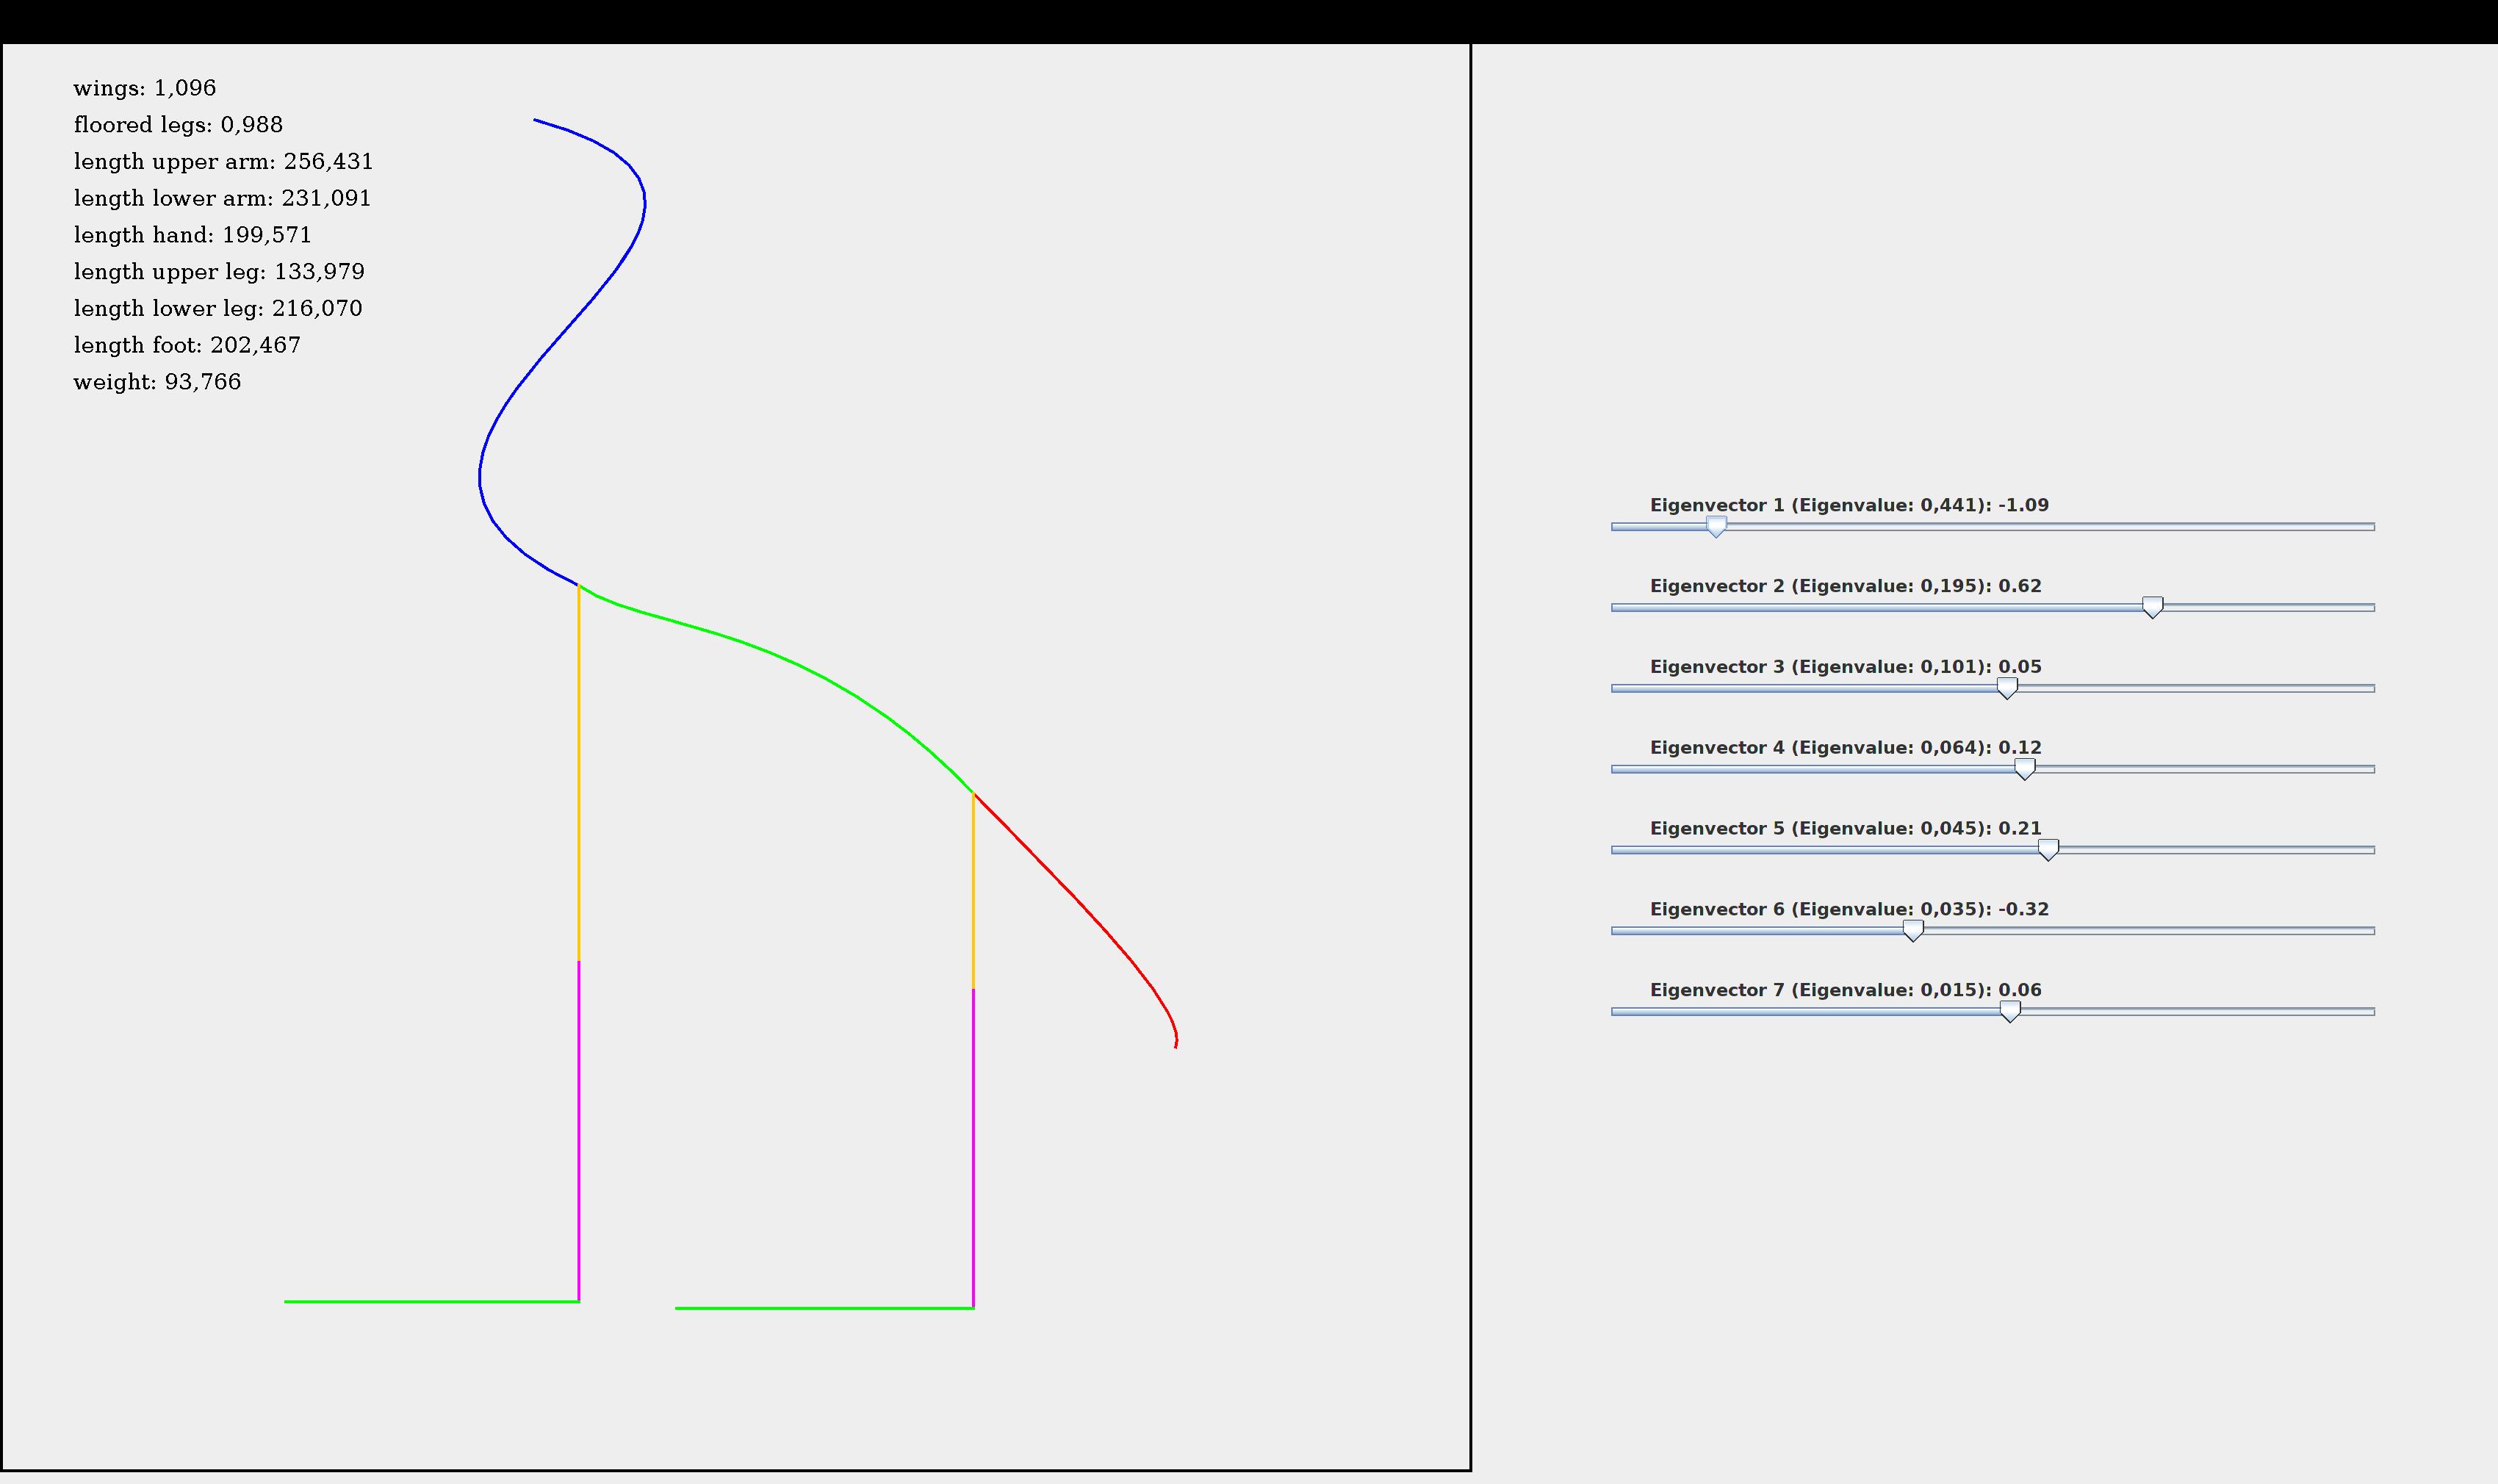 wings: 1,096
floored legs: 0,988
length upper arm: 256,431
length lower arm: 231,091
length hand: 199,571
length upper leg: 133,979
length lower leg: 216,070
length foot: 202,467
weight: 93,766
Eigenvector 1 (Eigenvalue: 0,441): -1.09
Eigenvector 2 (Eigenvalue: 0,195): 0.62
Eigenvector 3 (Eigenvalue: 0,101): 0.05
Eigenvector 4 (Eigenvalue: 0,064): 0.12
Eigenvector 5 (Eigenvalue: 0,045): 0.21
Eigenvector 6 (Eigenvalue: 0,035): -0.32
Eigenvector 7 (Eigenvalue: 0,015): 0.06